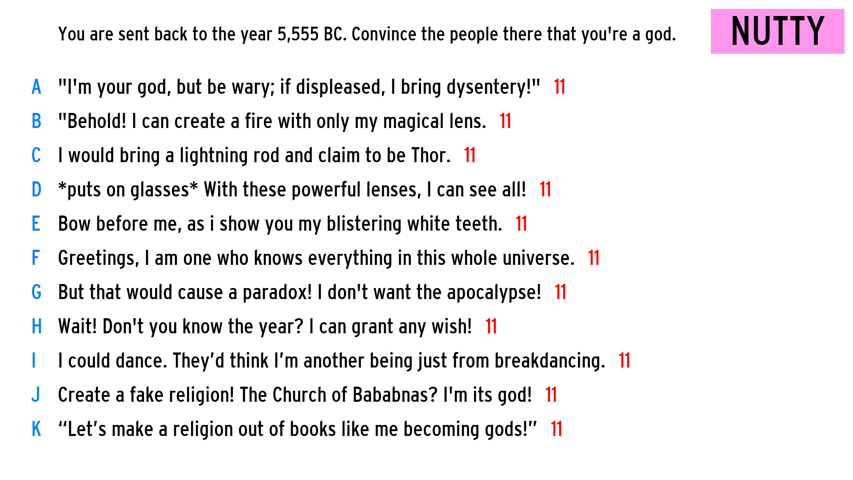 You are sent back to the year 5,555 BC. Convince the people there that you're a god.
NUTTY
A "I'm your god, but be wary; if displeased, I bring dysentery!" 11
B "Behold! I can create a fire with only my magical lens. 11
C I would bring a lightning rod and claim to be Thor. 11
D *puts on glasses* With these powerful lenses, I can see all! 11
E Bow before me, as i show you my blistering white teeth. 11
F Greetings, I am one who knows everything in this whole universe. 11
G But that would cause a paradox! I don't want the apocalypse! 11
H Wait! Don't you know the year? I can grant any wish! 11
I I could dance. They’d think I’m another being just from breakdancing. 11
J Create a fake religion! The Church of Bababnas? I'm its god! 11
K “Let’s make a religion out of books like me becoming gods!” 11